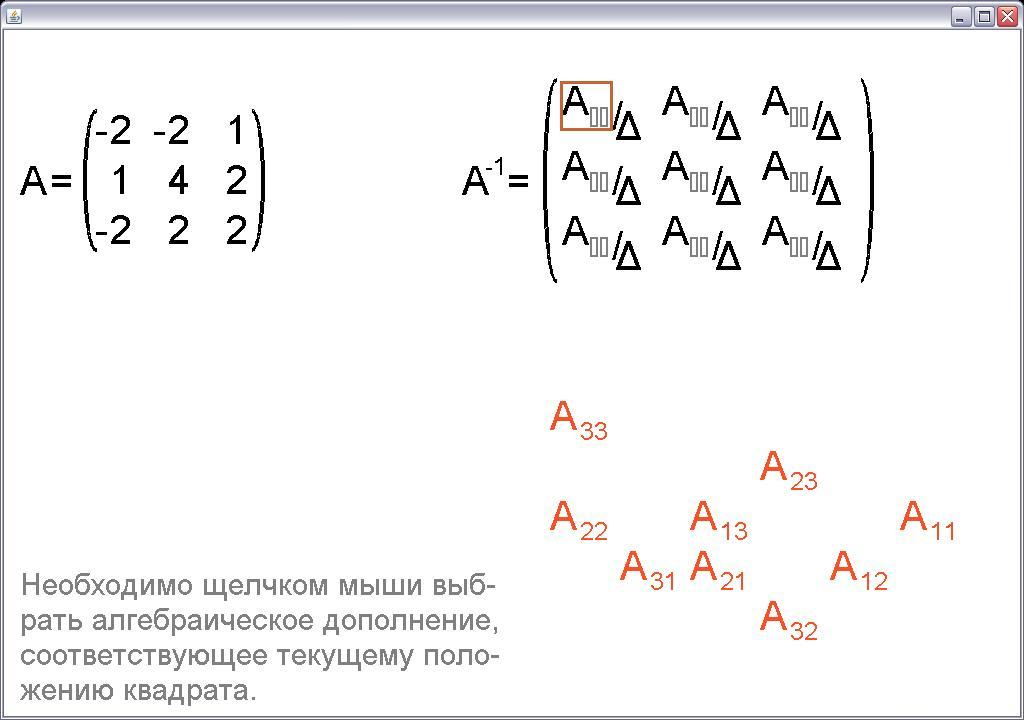 -2 -2 1
A= 1 4 2
-2 2 2
A▯▯/Δ A▯▯/Δ A▯▯/Δ
A⁻¹= A▯▯/Δ A▯▯/Δ A▯▯/Δ
A▯▯/Δ A▯▯/Δ A▯▯/Δ
A₃₃
A₂₃
A₂₂ A₁₃ A₁₁
A₃₁ A₂₁ A₁₂
A₃₂
Необходимо щелчком мыши выб-
рать алгебраическое дополнение,
соответствующее текущему поло-
жению квадрата.